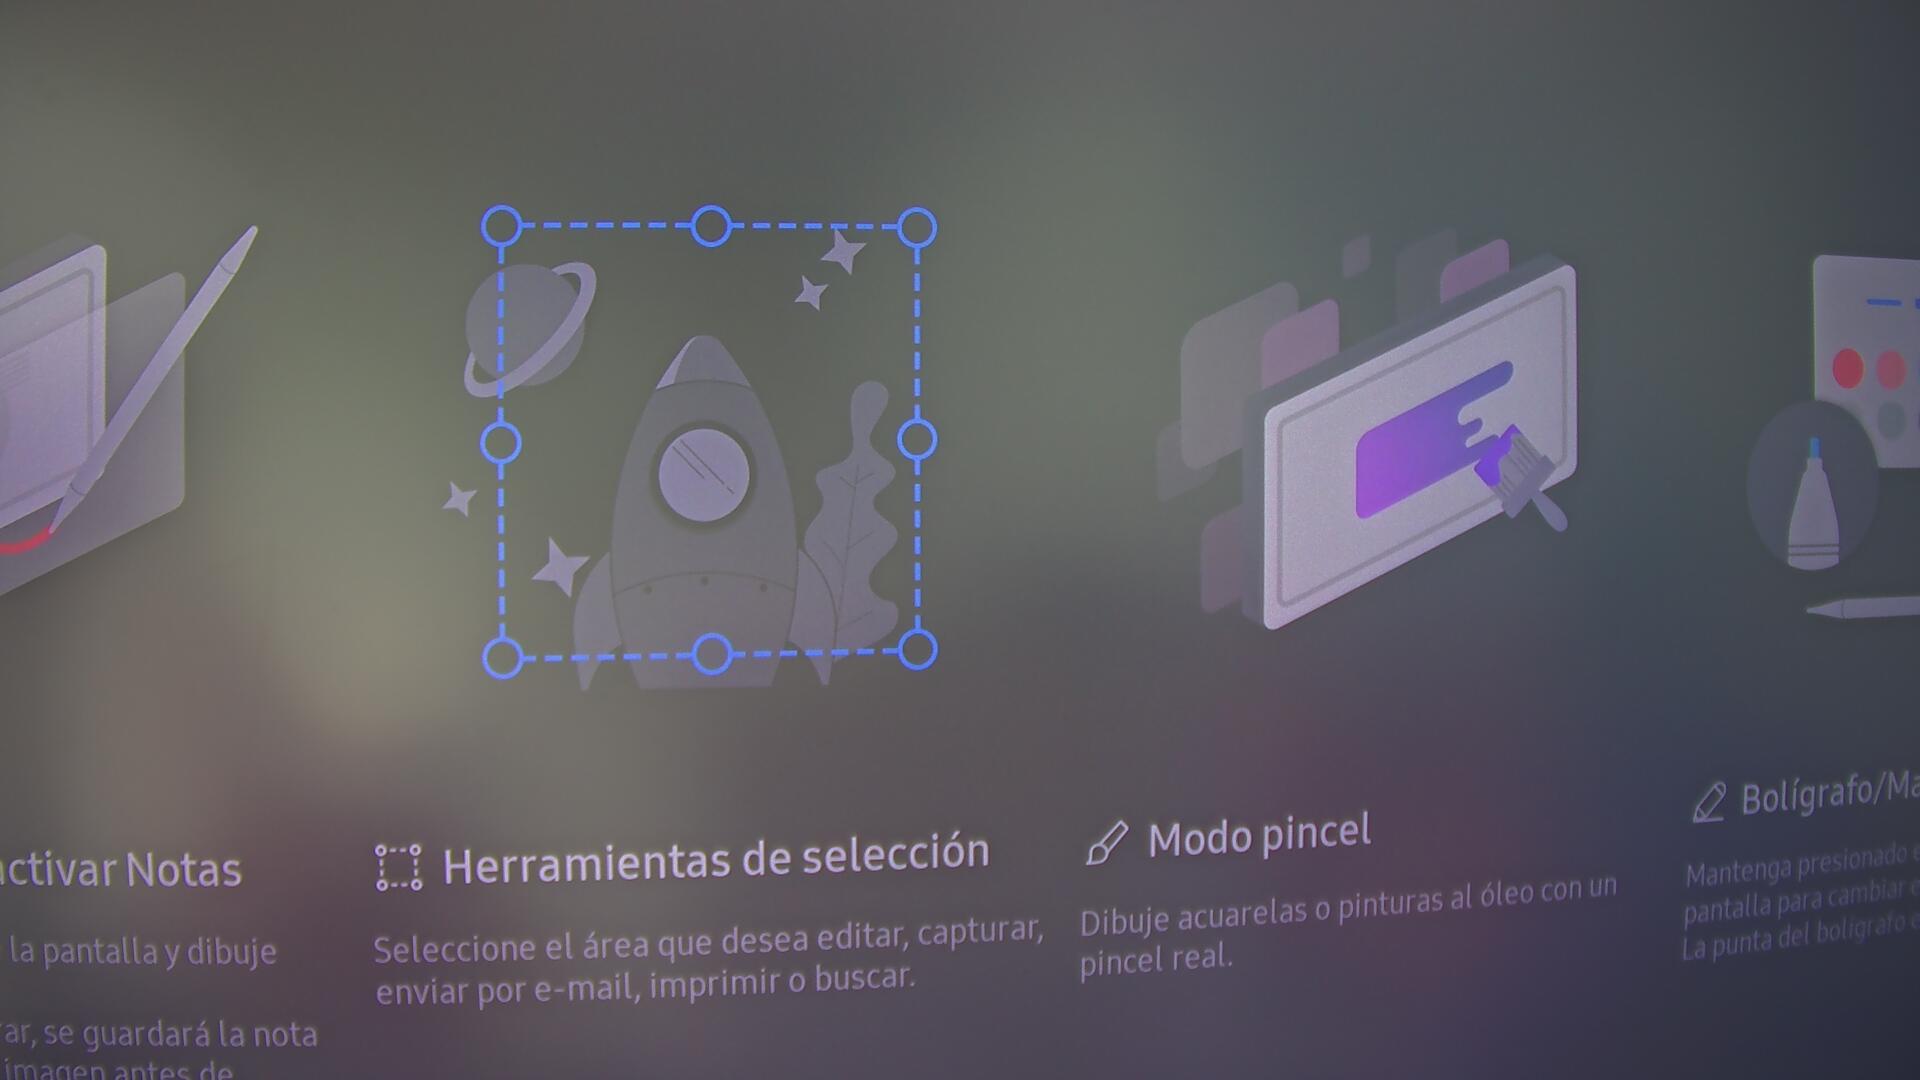 activar Notas
la pantalla y dibuje
ar, se guardará la nota
imagen antes de
Herramientas de selección
Seleccione el área que desea editar, capturar,
enviar por e-mail, imprimir o buscar.
Modo pincel
Dibuje acuarelas o pinturas al óleo con un
pincel real.
Bolígrafo/Ma
Mantenga presionado
pantalla para cambiar
La punta del bolígrafo